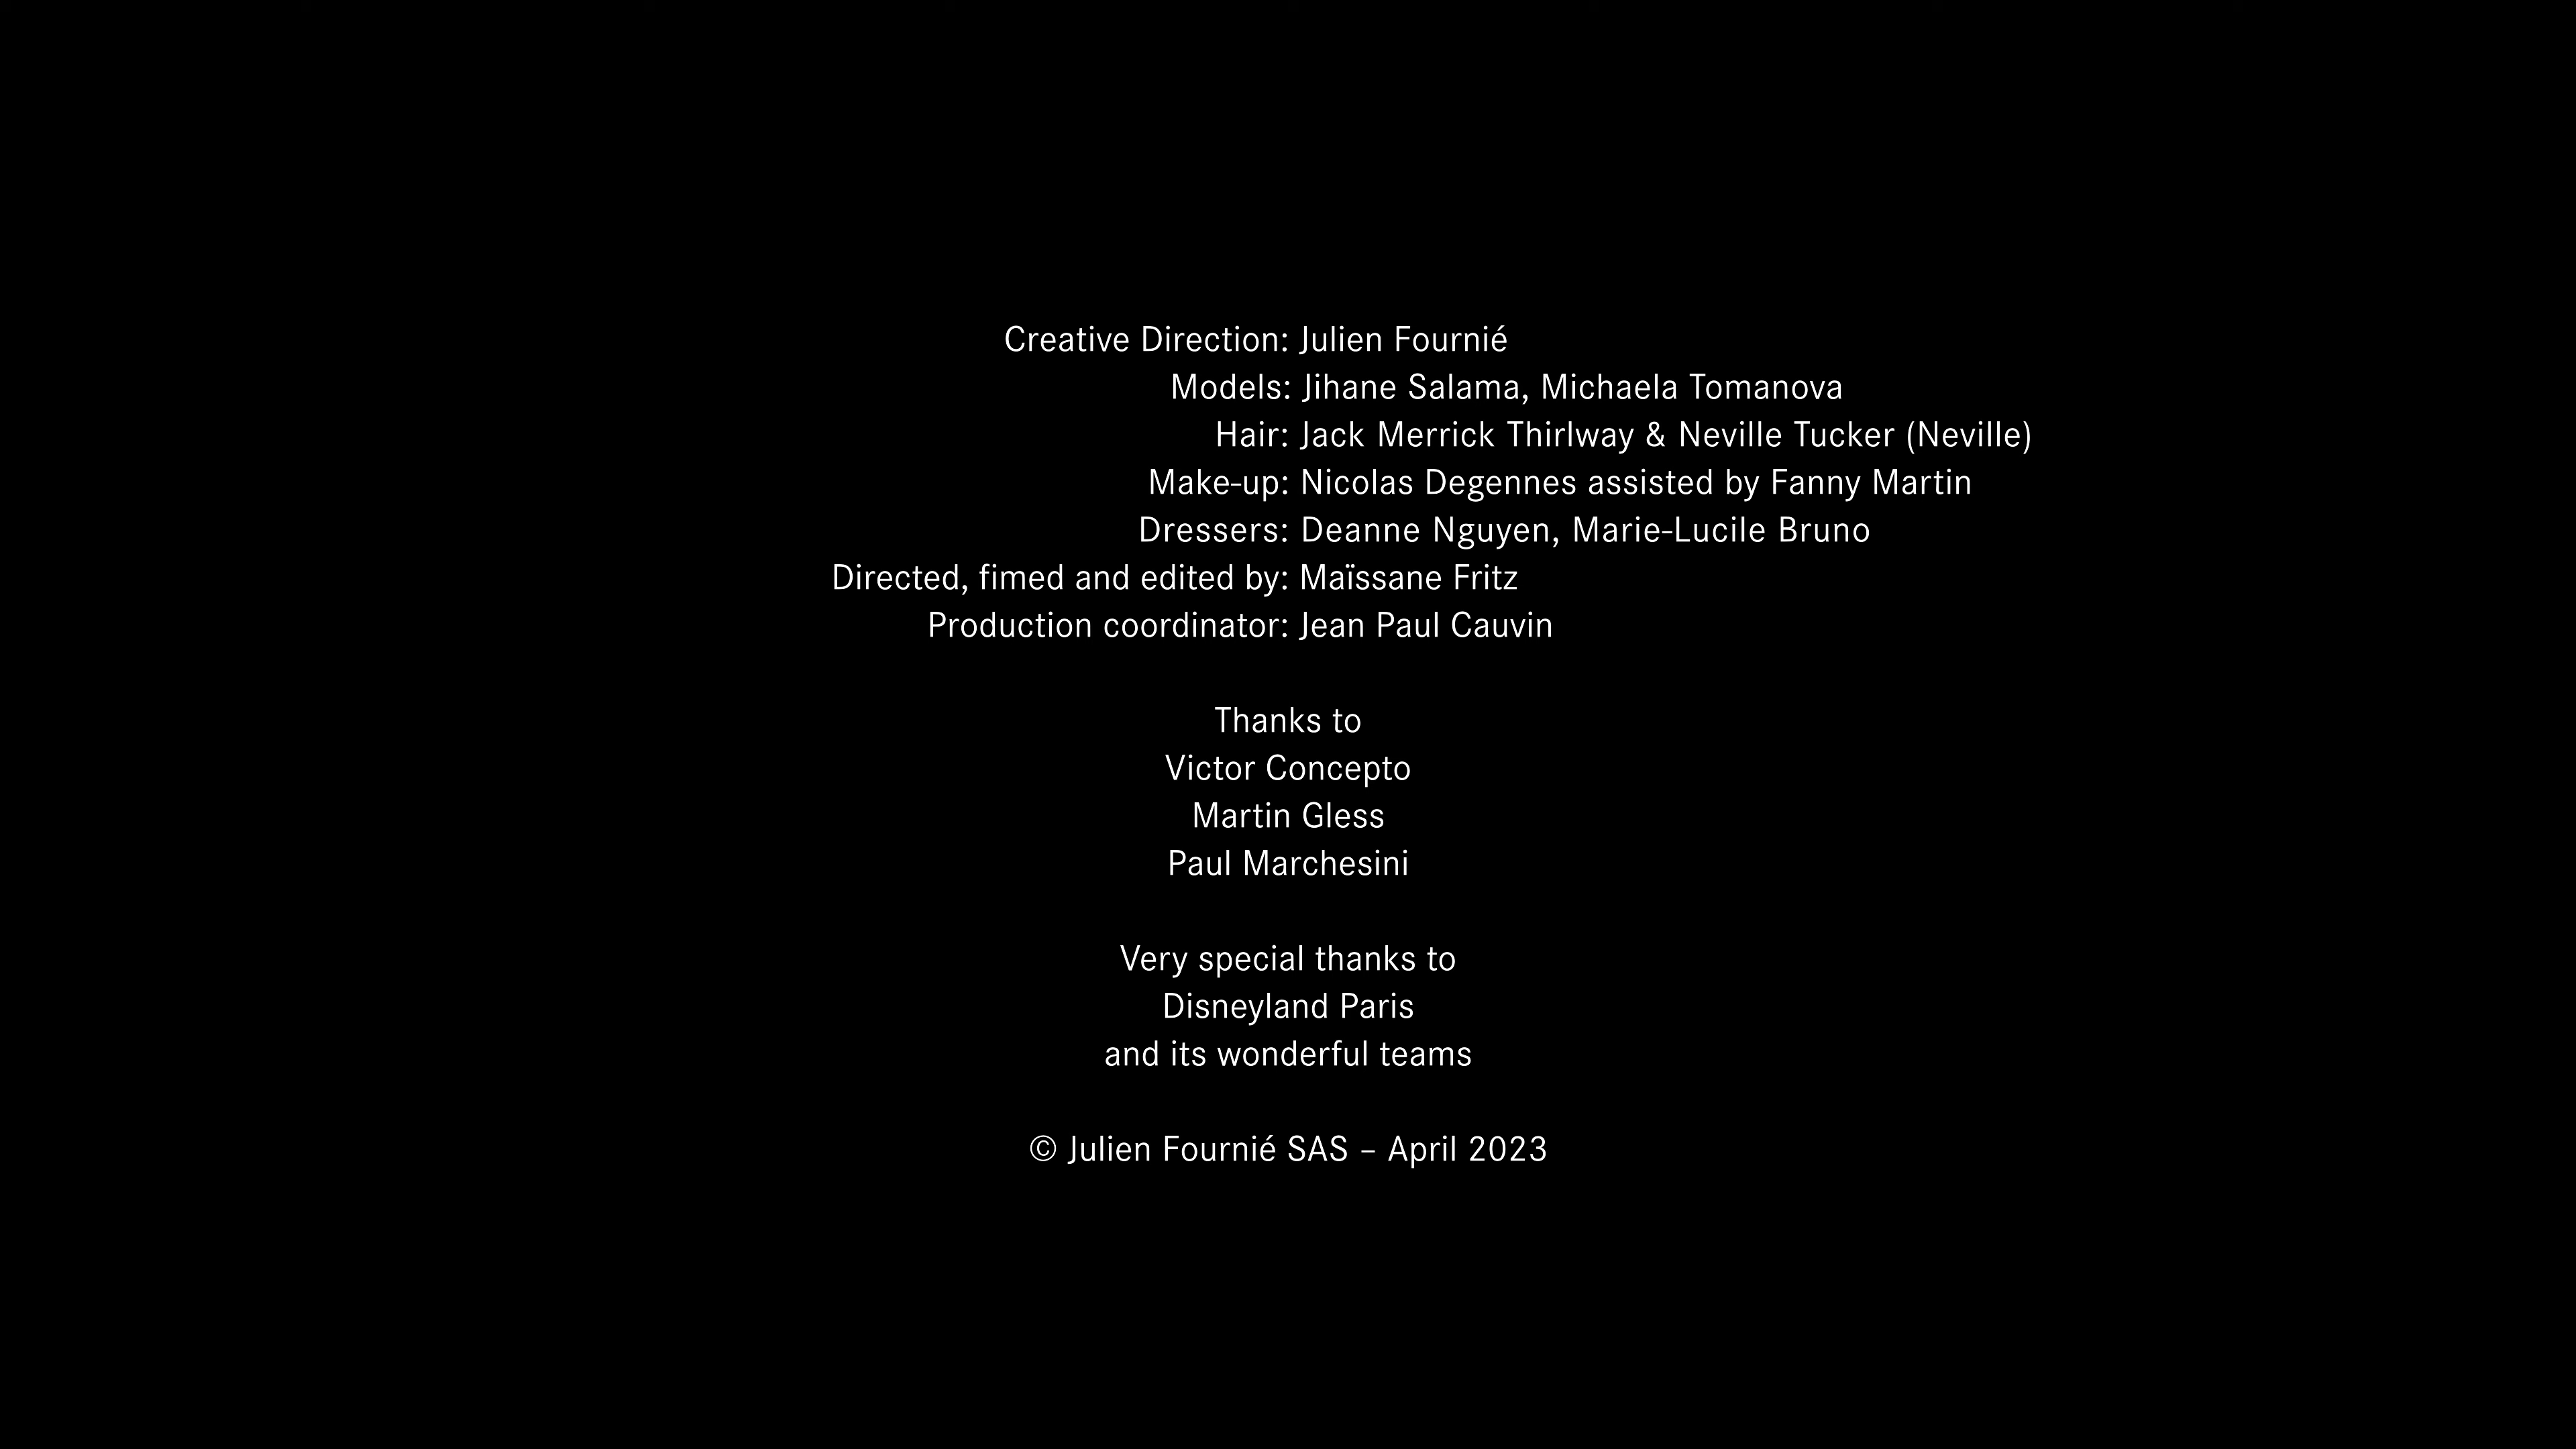 Creative Direction: Julien Fournié
Models: Jihane Salama, Michaela Tomanova
Hair: Jack Merrick Thirlway & Neville Tucker (Neville)
Make-up: Nicolas Degennes assisted by Fanny Martin
Dressers: Deanne Nguyen, Marie-Lucile Bruno
Directed, fimed and edited by: Maïssane Fritz
Production coordinator: Jean Paul Cauvin
Thanks to
Victor Concepto
Martin Gless
Paul Marchesini
Very special thanks to
Disneyland Paris
and its wonderful teams
© Julien Fournié SAS – April 2023